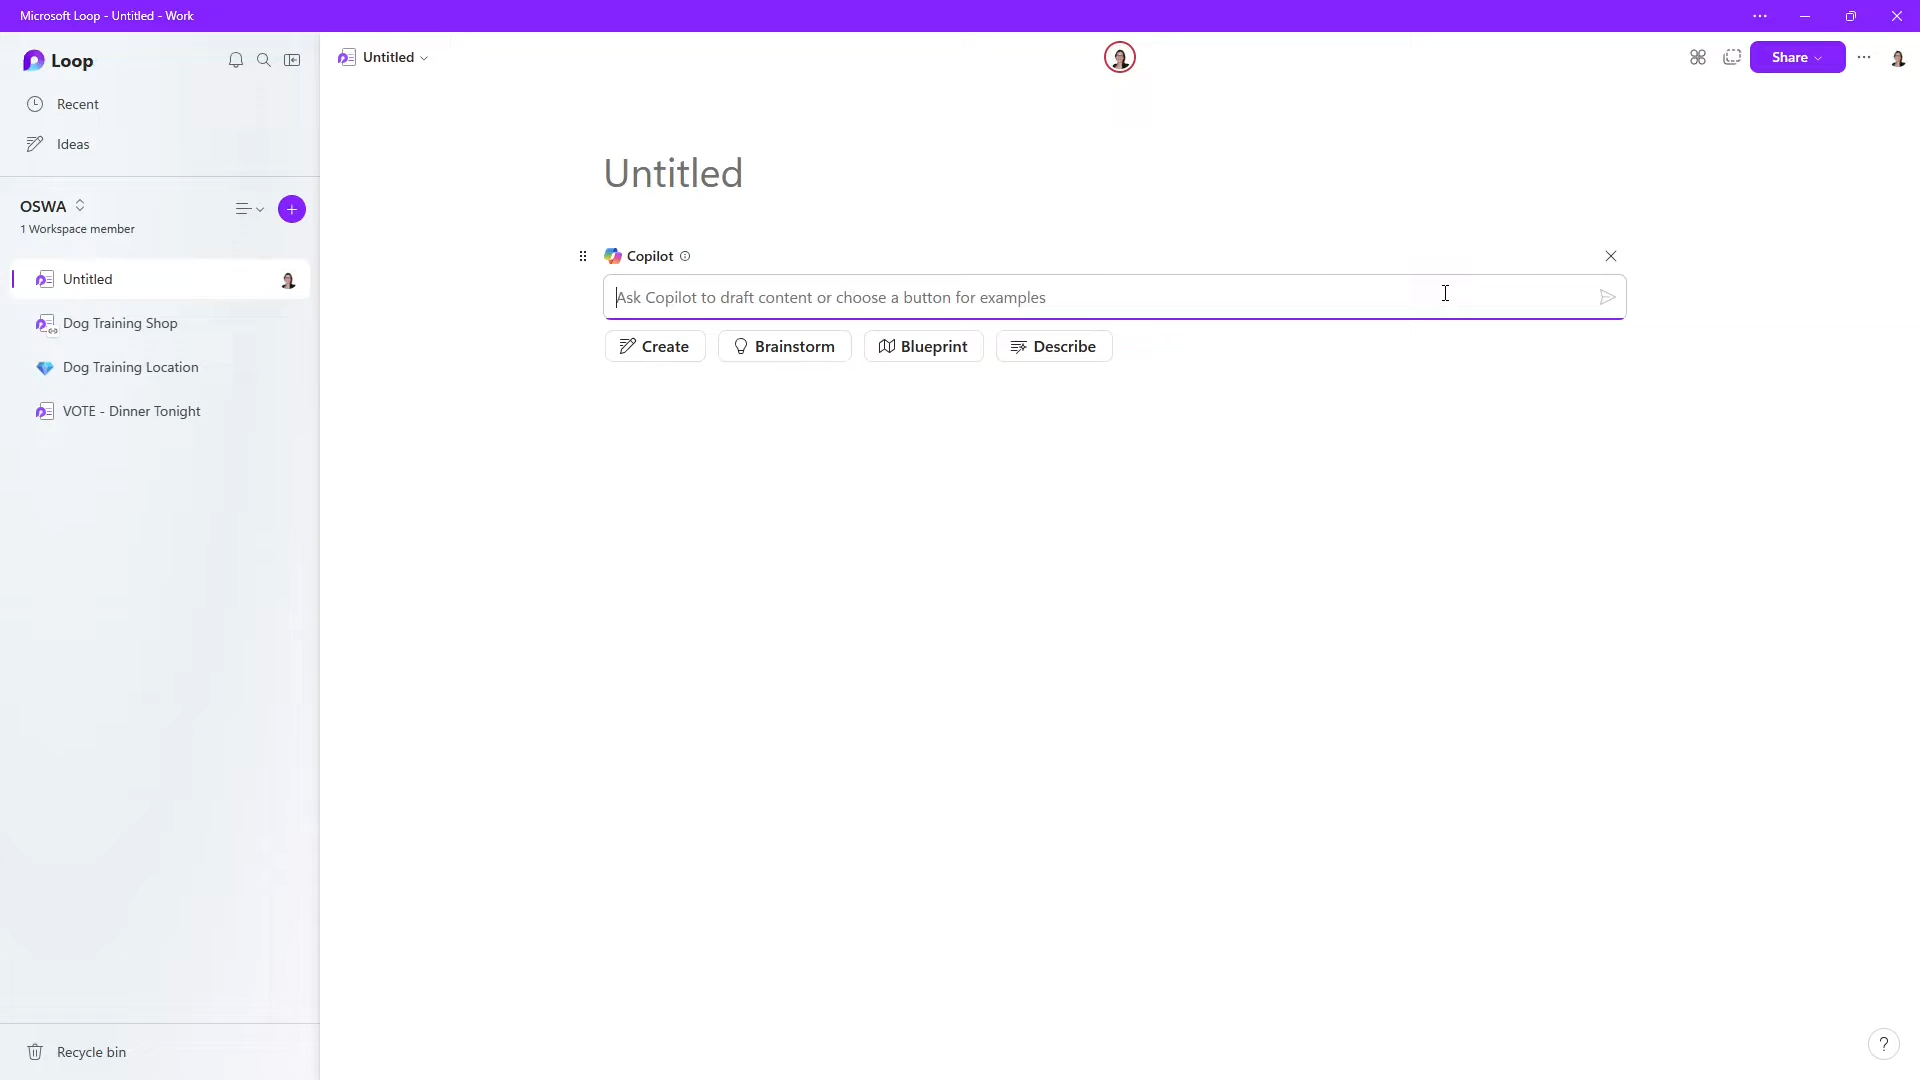 Microsoft Loop - Untitled - Work
Loop
Untitled
Share
Recent
Ideas
OSWA
1 Workspace member
Untitled
Dog Training Shop
Dog Training Location
VOTE - Dinner Tonight
Recycle bin
Untitled
Copilot
Ask Copilot to draft content or choose a button for examples
Create
Brainstorm
Blueprint
Describe
?